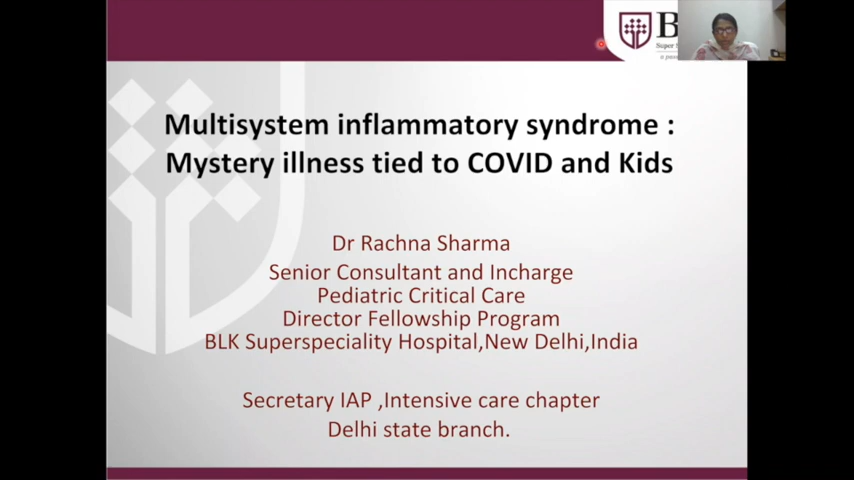 B
Super
Multisystem inflammatory syndrome :
Mystery illness tied to COVID and Kids
Dr Rachna Sharma
Senior Consultant and Incharge
Pediatric Critical Care
Director Fellowship Program
BLK Superspeciality Hospital,New Delhi,India
Secretary IAP ,Intensive care chapter
Delhi state branch.